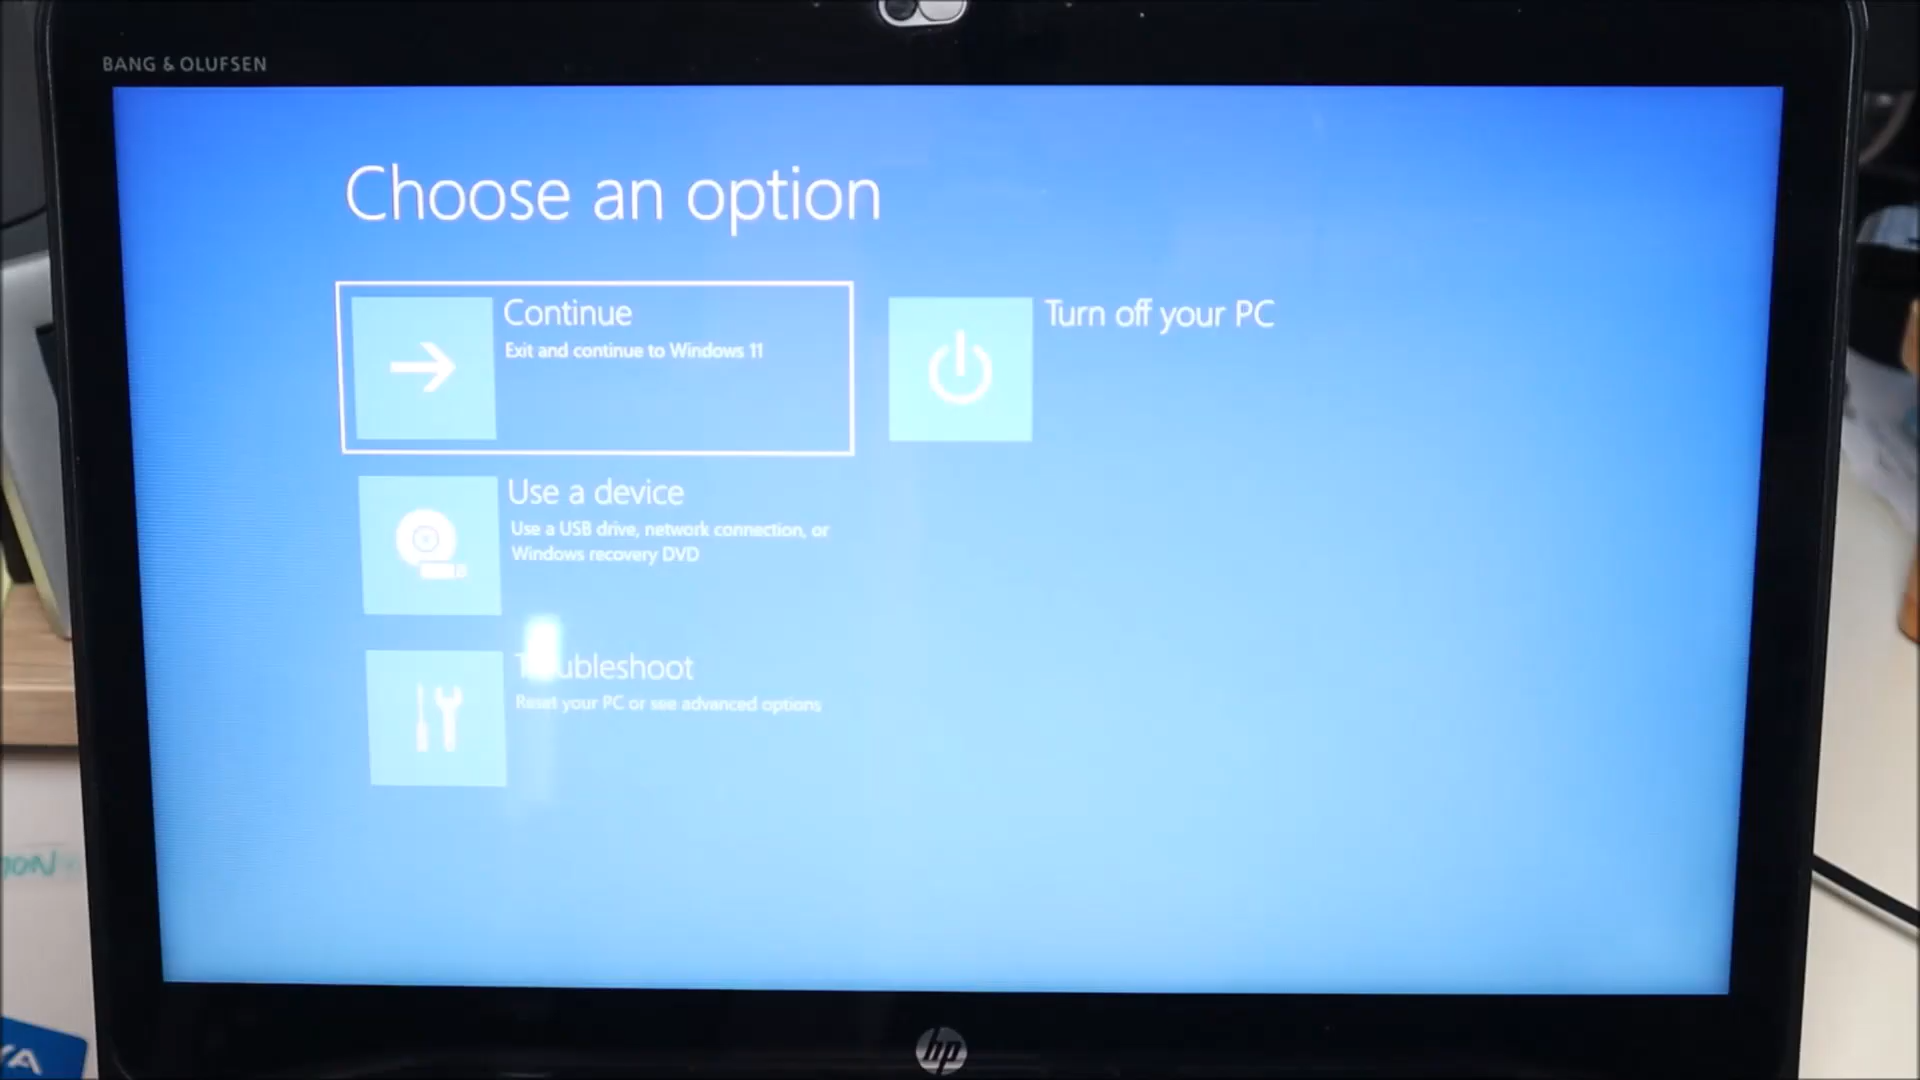 BANG & OLUFSEN
Choose an option
Continue
Exit and continue to Windows 11
Turn off your PC
Use a device
Use a USB drive, network connection, or
Windows recovery DVD
Troubleshoot
Reset your PC or see advanced options
hp